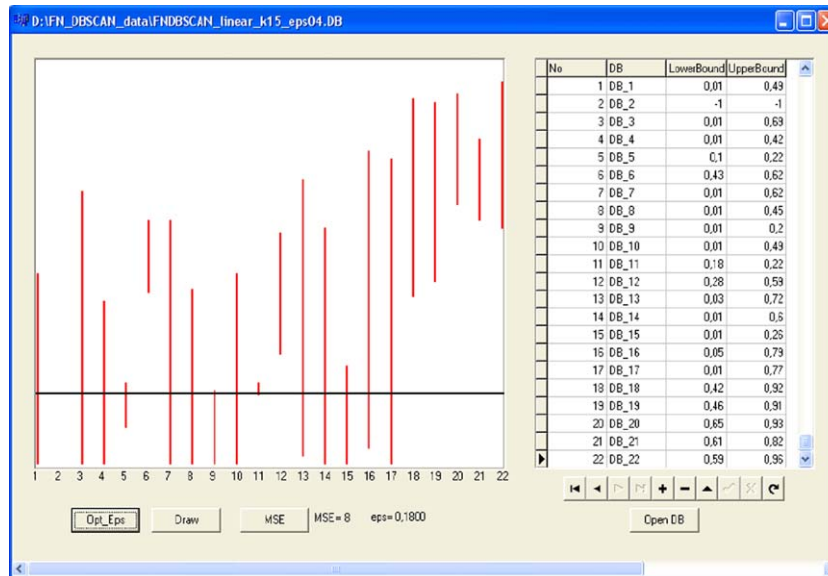 D:\FN_DBSCAN_data\FNDBSCAN_linear_k15_eps04.DB
No DB LowerBound UpperBound
1 DB_1 0,01 0,49
2 DB_2 -1 -1
3 DB_3 0,01 0,69
4 DB_4 0,01 0,42
5 DB_5 0,1 0,22
6 DB_6 0,43 0,62
7 DB_7 0,01 0,62
8 DB_8 0,01 0,45
9 DB_9 0,01 0,2
10 DB_10 0,01 0,49
11 DB_11 0,18 0,22
12 DB_12 0,28 0,59
13 DB_13 0,03 0,72
14 DB_14 0,01 0,6
15 DB_15 0,01 0,26
16 DB_16 0,05 0,79
17 DB_17 0,01 0,77
18 DB_18 0,42 0,92
19 DB_19 0,46 0,91
20 DB_20 0,65 0,93
21 DB_21 0,61 0,82
22 DB_22 0,59 0,96
1 2 3 4 5 6 7 8 9 10 11 12 13 14 15 16 17 18 19 20 21 22
Opt_Eps Draw MSE MSE= 8 eps= 0,1800 Open DB